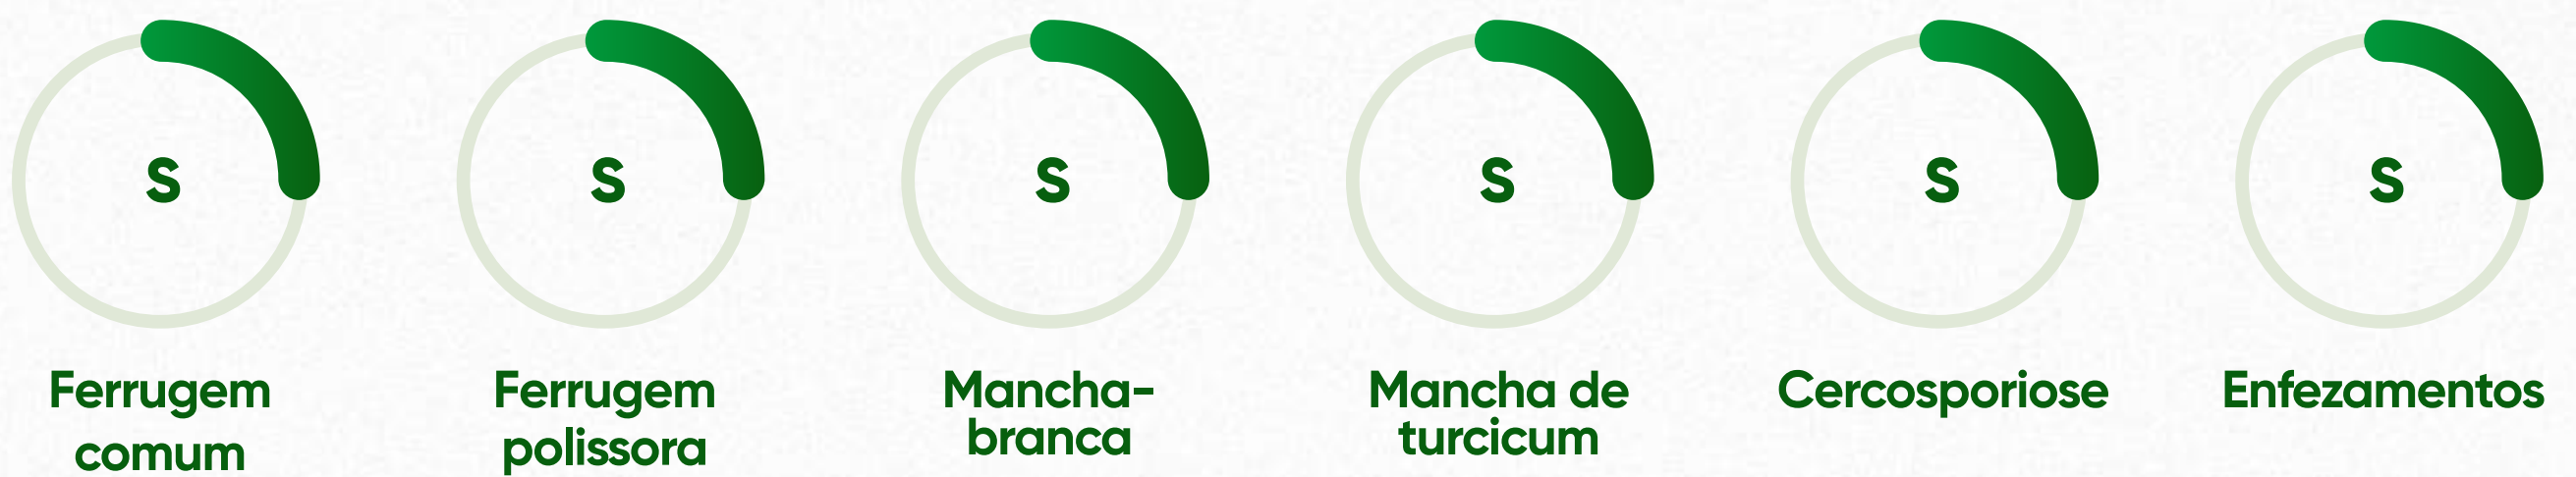 S
S
S
S
S
S
Ferrugem
comum
Ferrugem
polissora
Mancha-
branca
Mancha de
turcicum
Cercosporiose
Enfezamentos